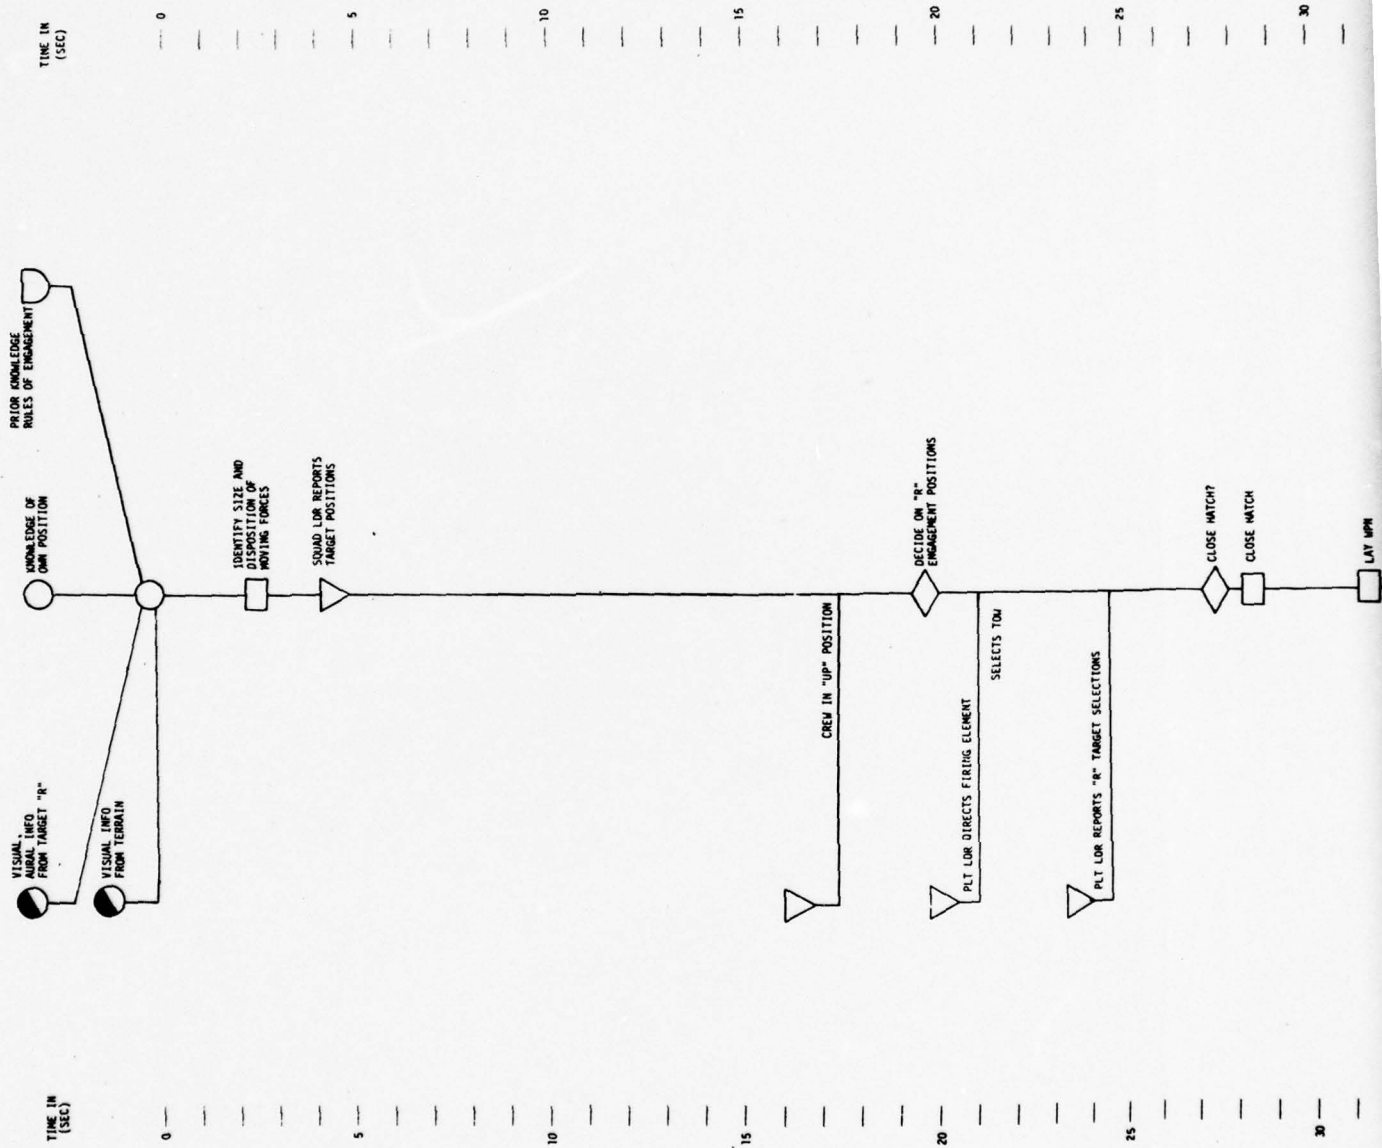 TIME IN
(SEC)
0
5
10
15
20
25
30
PRIOR KNOWLEDGE
RULES OF ENGAGEMENT
KNOWLEDGE OF
OWN POSITION
VISUAL,
AURAL INFO
FROM TARGET "R"
VISUAL INFO
FROM TERRAIN
IDENTIFY SIZE AND
DISPOSITION OF
MOVING FORCES
SQUAD LDR REPORTS
TARGET POSITIONS
CREW IN "UP" POSITION
DECIDE ON "R"
ENGAGEMENT POSITIONS
PLT LDR DIRECTS FIRING ELEMENT
SELECTS TOW
PLT LDR REPORTS "R" TARGET SELECTIONS
CLOSE HATCH?
CLOSE HATCH
LAY WPN
TIME IN
(SEC)
0
5
10
15
20
25
30